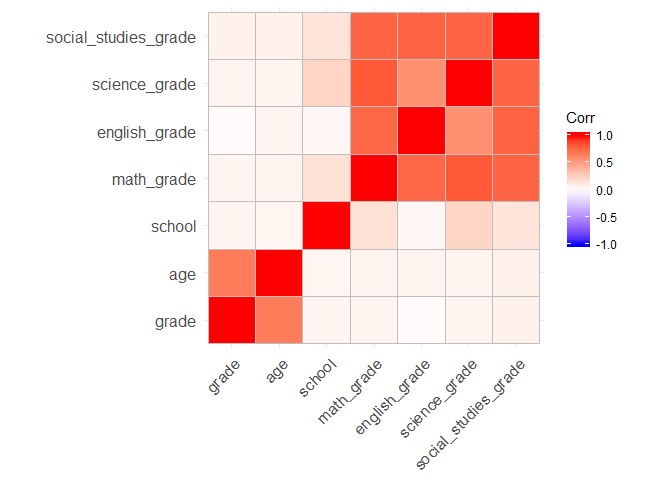 social_studies_grade
science_grade
english_grade
math_grade
school
age
grade
grade
age
school
math_grade
english_grade
science_grade
social_studies_grade
Corr
1.0
0.5
0.0
-0.5
-1.0